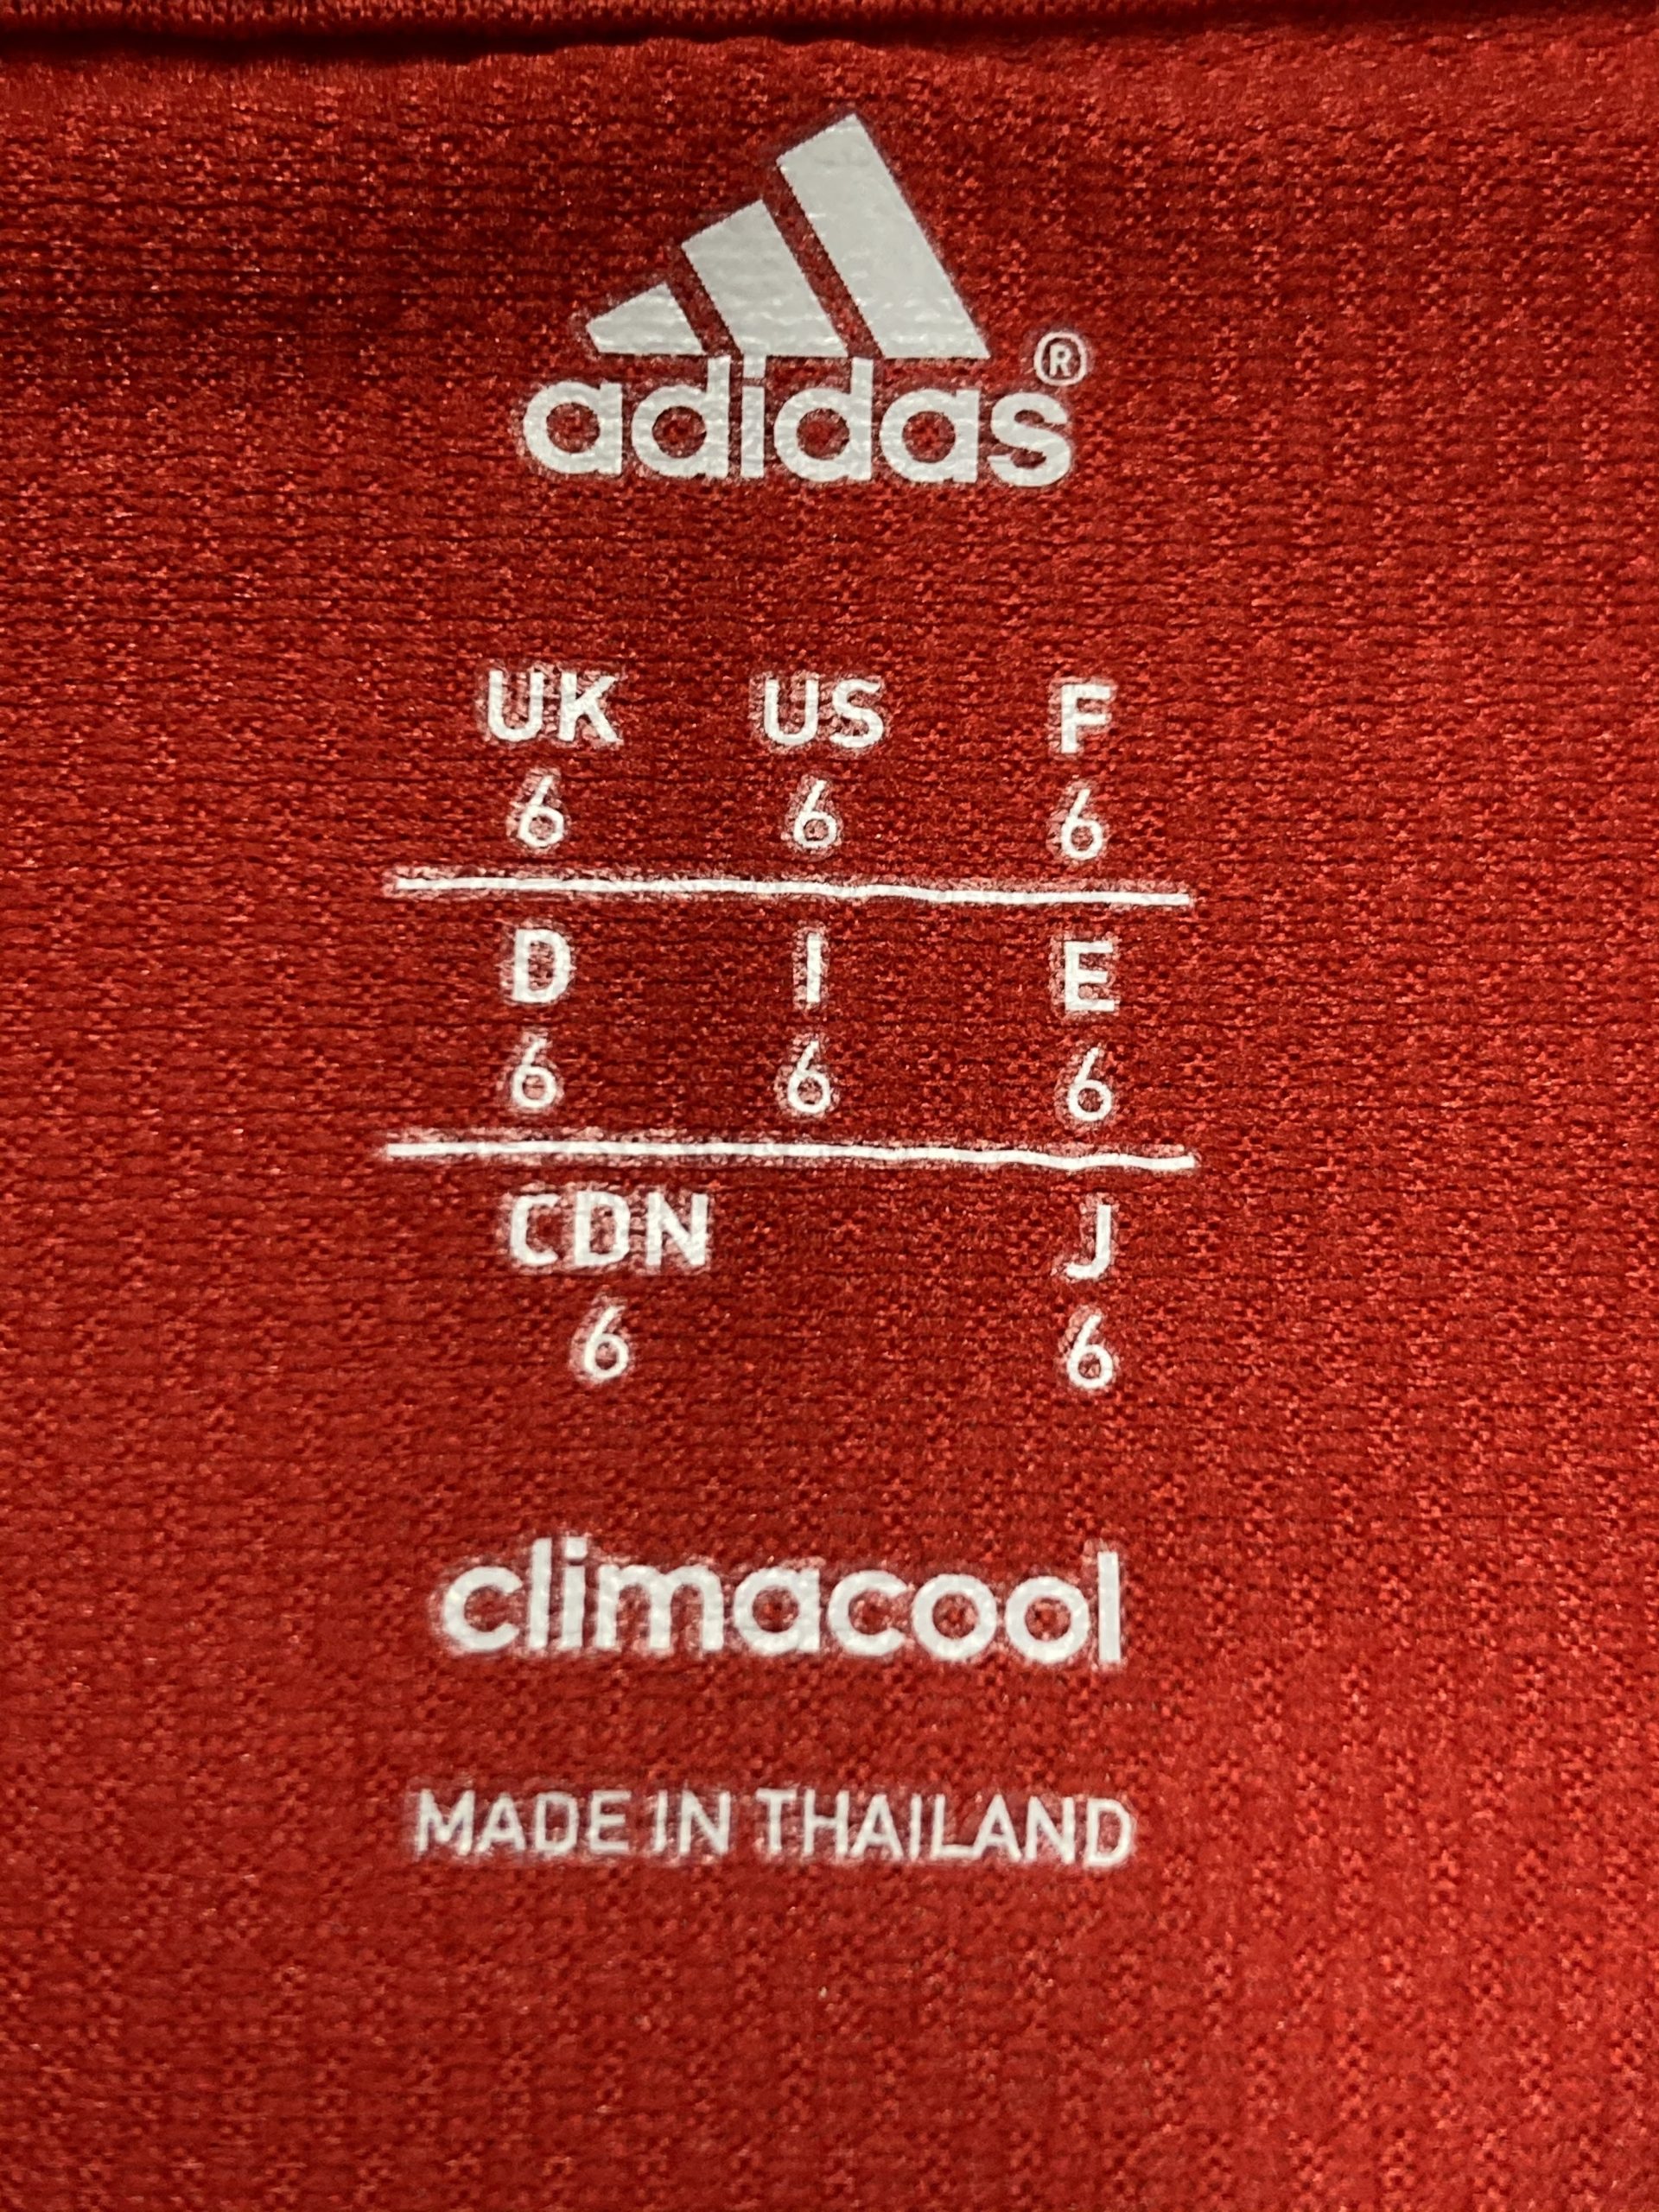 adidas®
UK US F
6 6 6
D I E
6 6 6
CDN J
6 6
climacool
MADE IN THAILAND